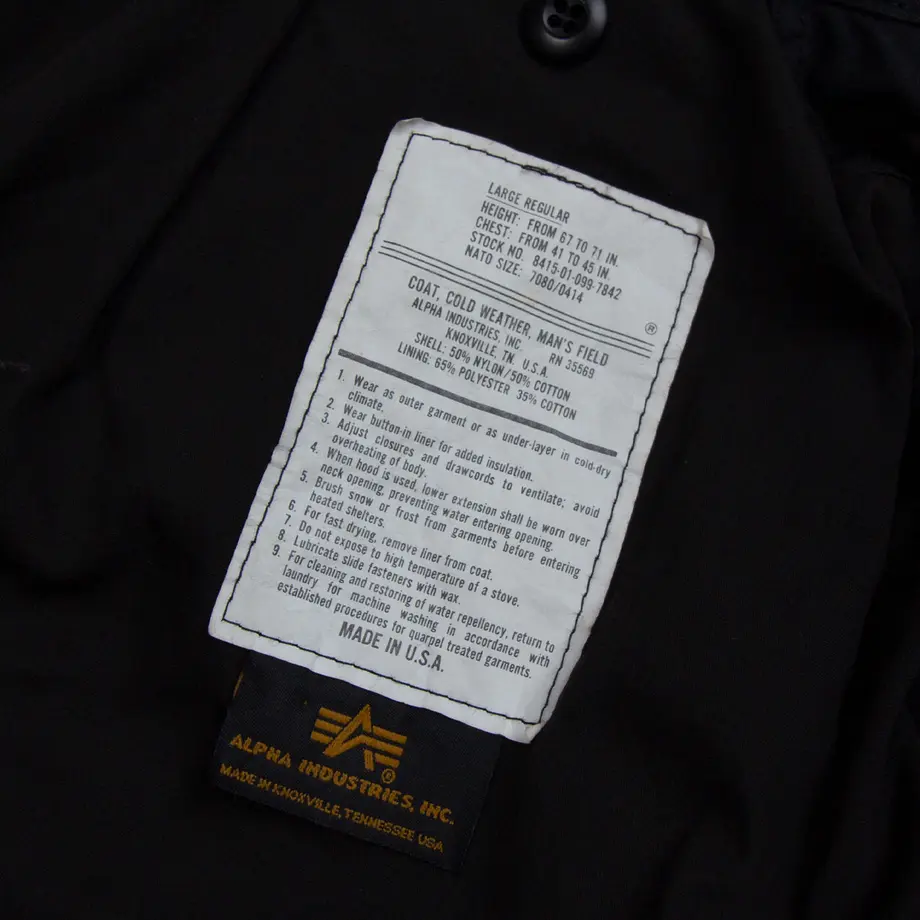 LARGE REGULAR
HEIGHT: FROM 67 TO 71 IN.
CHEST: FROM 41 TO 45 IN.
STOCK NO. 8415-01-099-7842
NATO SIZE: 7080/0414
®
COAT, COLD WEATHER, MAN'S FIELD
ALPHA INDUSTRIES, INC. RN 35569
KNOXVILLE, TN. U.S.A.
SHELL: 50% NYLON/50% COTTON
LINING: 65% POLYESTER 35% COTTON
1. Wear as outer garment or as under-layer in cold-dry
climate.
2. Wear button-in liner for added insulation.
3. Adjust closures and drawcords to ventilate; avoid
overheating of body.
4. When hood is used, lower extension shall be worn over
neck opening, preventing water entering opening.
5. Brush snow or frost from garments before entering
heated shelters.
6. For fast drying, remove liner from coat.
7. Do not expose to high temperature of a stove.
8. Lubricate slide fasteners with wax.
9. For cleaning and restoring of water repellency, return to
laundry for machine washing in accordance with
established procedures for quarpel treated garments.
MADE IN U.S.A.
®
ALPHA INDUSTRIES, INC.
MADE IN KNOXVILLE, TENNESSEE USA